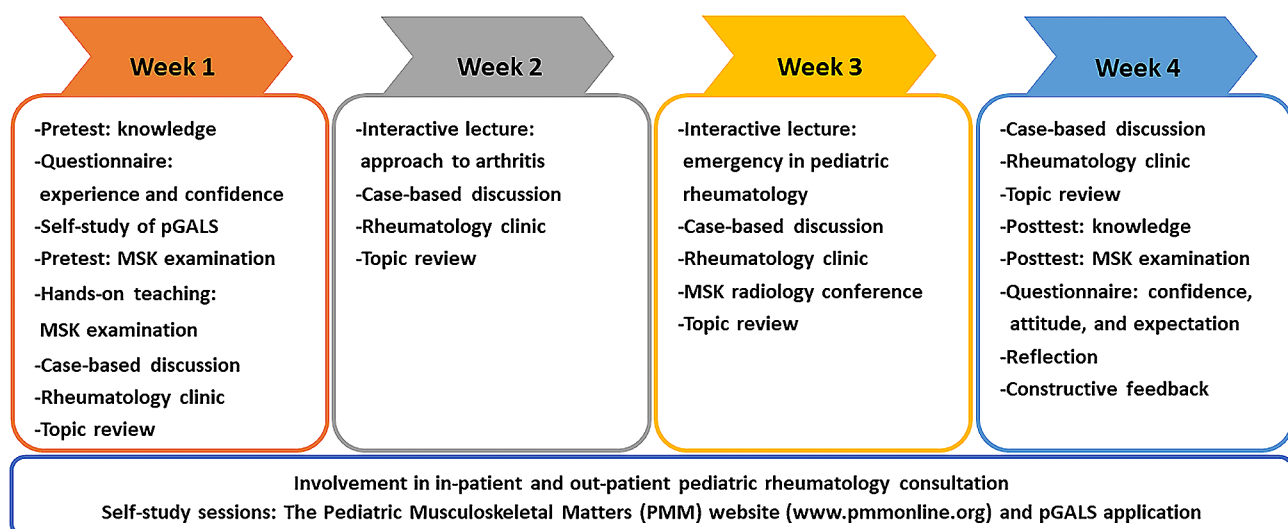 Week 1
-Pretest: knowledge
-Questionnaire:
experience and confidence
-Self-study of pGALS
-Pretest: MSK examination
-Hands-on teaching:
MSK examination
-Case-based discussion
-Rheumatology clinic
-Topic review
Week 2
-Interactive lecture:
approach to arthritis
-Case-based discussion
-Rheumatology clinic
-Topic review
Week 3
-Interactive lecture:
emergency in pediatric
rheumatology
-Case-based discussion
-Rheumatology clinic
-MSK radiology conference
-Topic review
Week 4
-Case-based discussion
-Rheumatology clinic
-Topic review
-Posttest: knowledge
-Posttest: MSK examination
-Questionnaire: confidence,
attitude, and expectation
-Reflection
-Constructive feedback
Involvement in in-patient and out-patient pediatric rheumatology consultation
Self-study sessions: The Pediatric Musculoskeletal Matters (PMM) website (www.pmmonline.org) and pGALS application